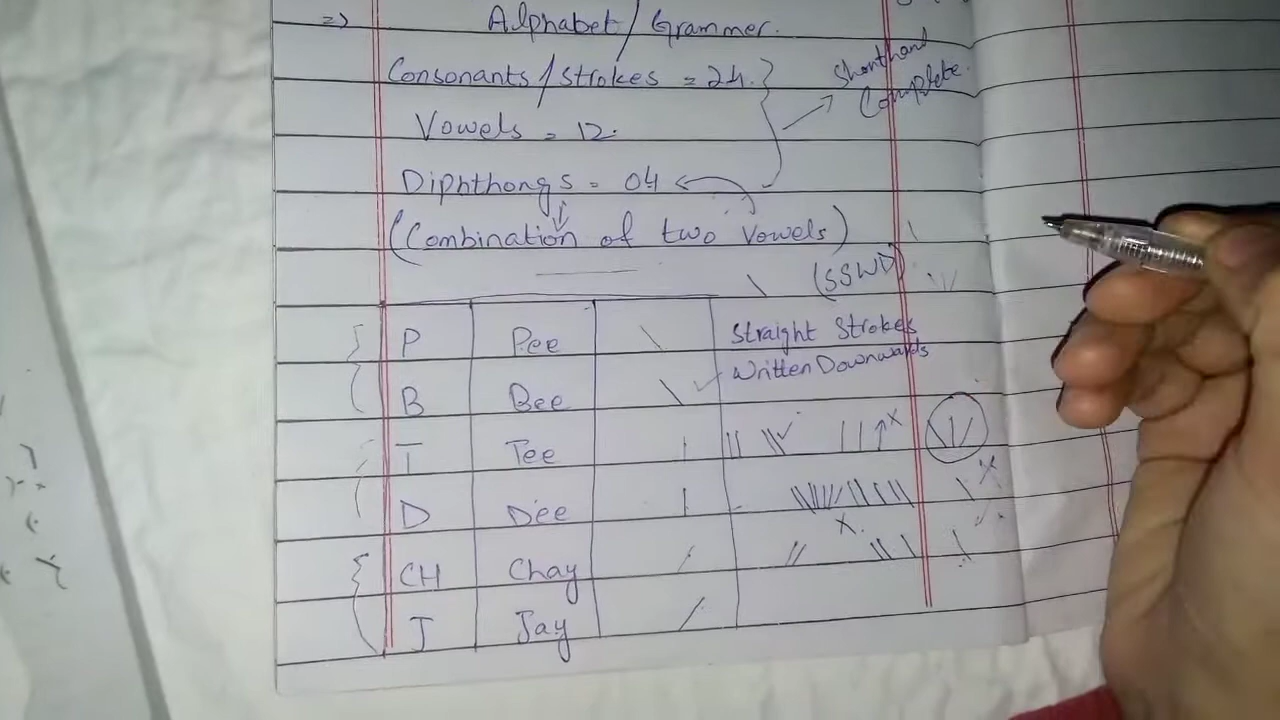 => Alphabet/Grammer.
Consonants/strokes = 24.
Shorthand
Complete.
Vowels = 12.
Diphthongs = 04
(Combination of two Vowels)
(SSWD)
P Pee \ Straight Strokes
Written Downwards
B Bee \
T Tee |
D Dee |
CH Chay /
J Jay /